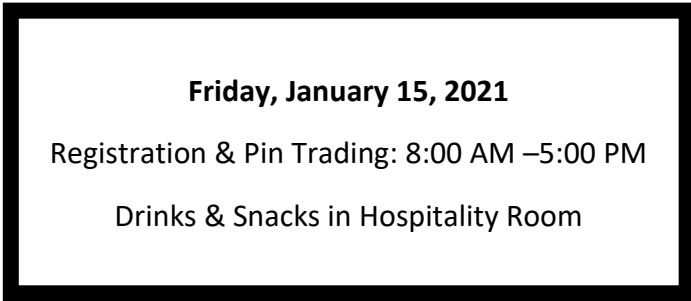 Friday, January 15, 2021
Registration & Pin Trading: 8:00 AM –5:00 PM
Drinks & Snacks in Hospitality Room